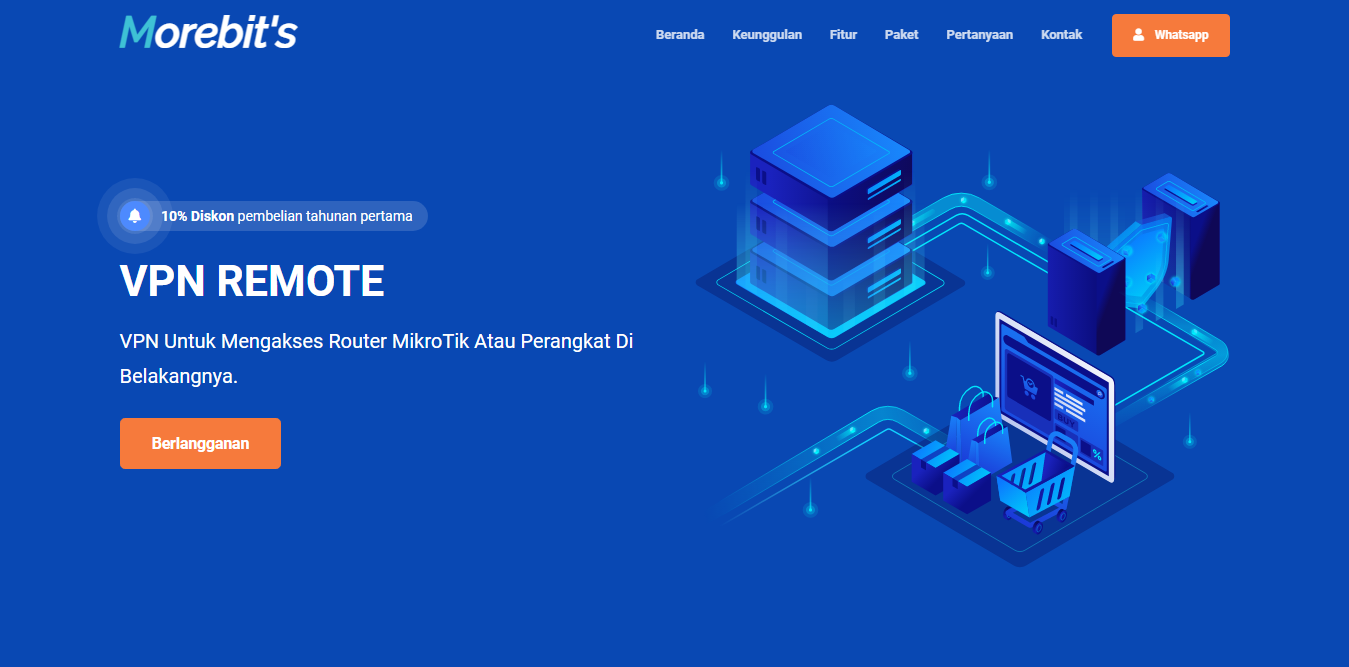 Morebit's
Beranda Keunggulan Fitur Paket Pertanyaan Kontak Whatsapp
10% Diskon pembelian tahunan pertama
VPN REMOTE
VPN Untuk Mengakses Router MikroTik Atau Perangkat Di
Belakangnya.
Berlangganan
BUY
%